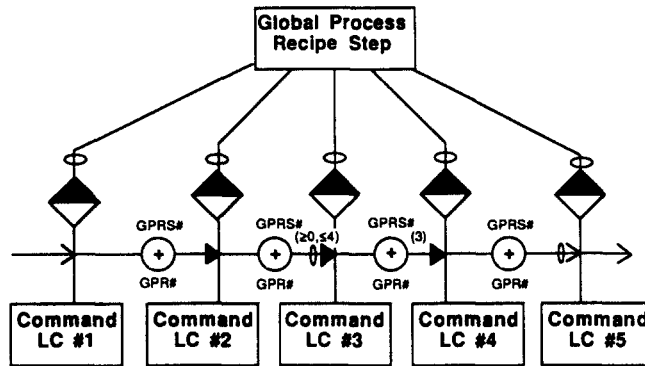 Global Process
Recipe Step
GPRS# GPRS# GPRS# GPRS#
(≥0,≤4) (3)
+ + + +
GPR# GPR# GPR# GPR#
Command Command Command Command Command
LC #1 LC #2 LC #3 LC #4 LC #5